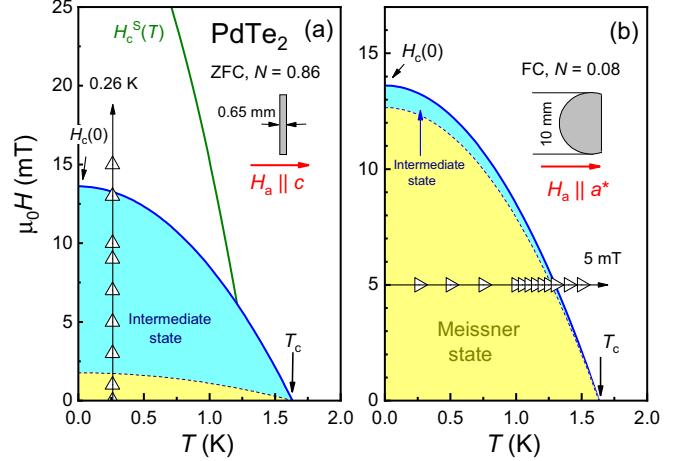 25
20
15
10
5
0
0.0
0.5
1.0
1.5
2.0
μ₀H (mT)
T (K)
HcS(T)
PdTe₂
(a)
ZFC, N = 0.86
0.26 K
0.65 mm
Hc(0)
Ha || c
Intermediate
state
Tc
15
10
5
0
0.0
0.5
1.0
1.5
2.0
T (K)
(b)
Hc(0)
FC, N = 0.08
10 mm
Intermediate
state
Ha || a*
5 mT
Meissner
state
Tc